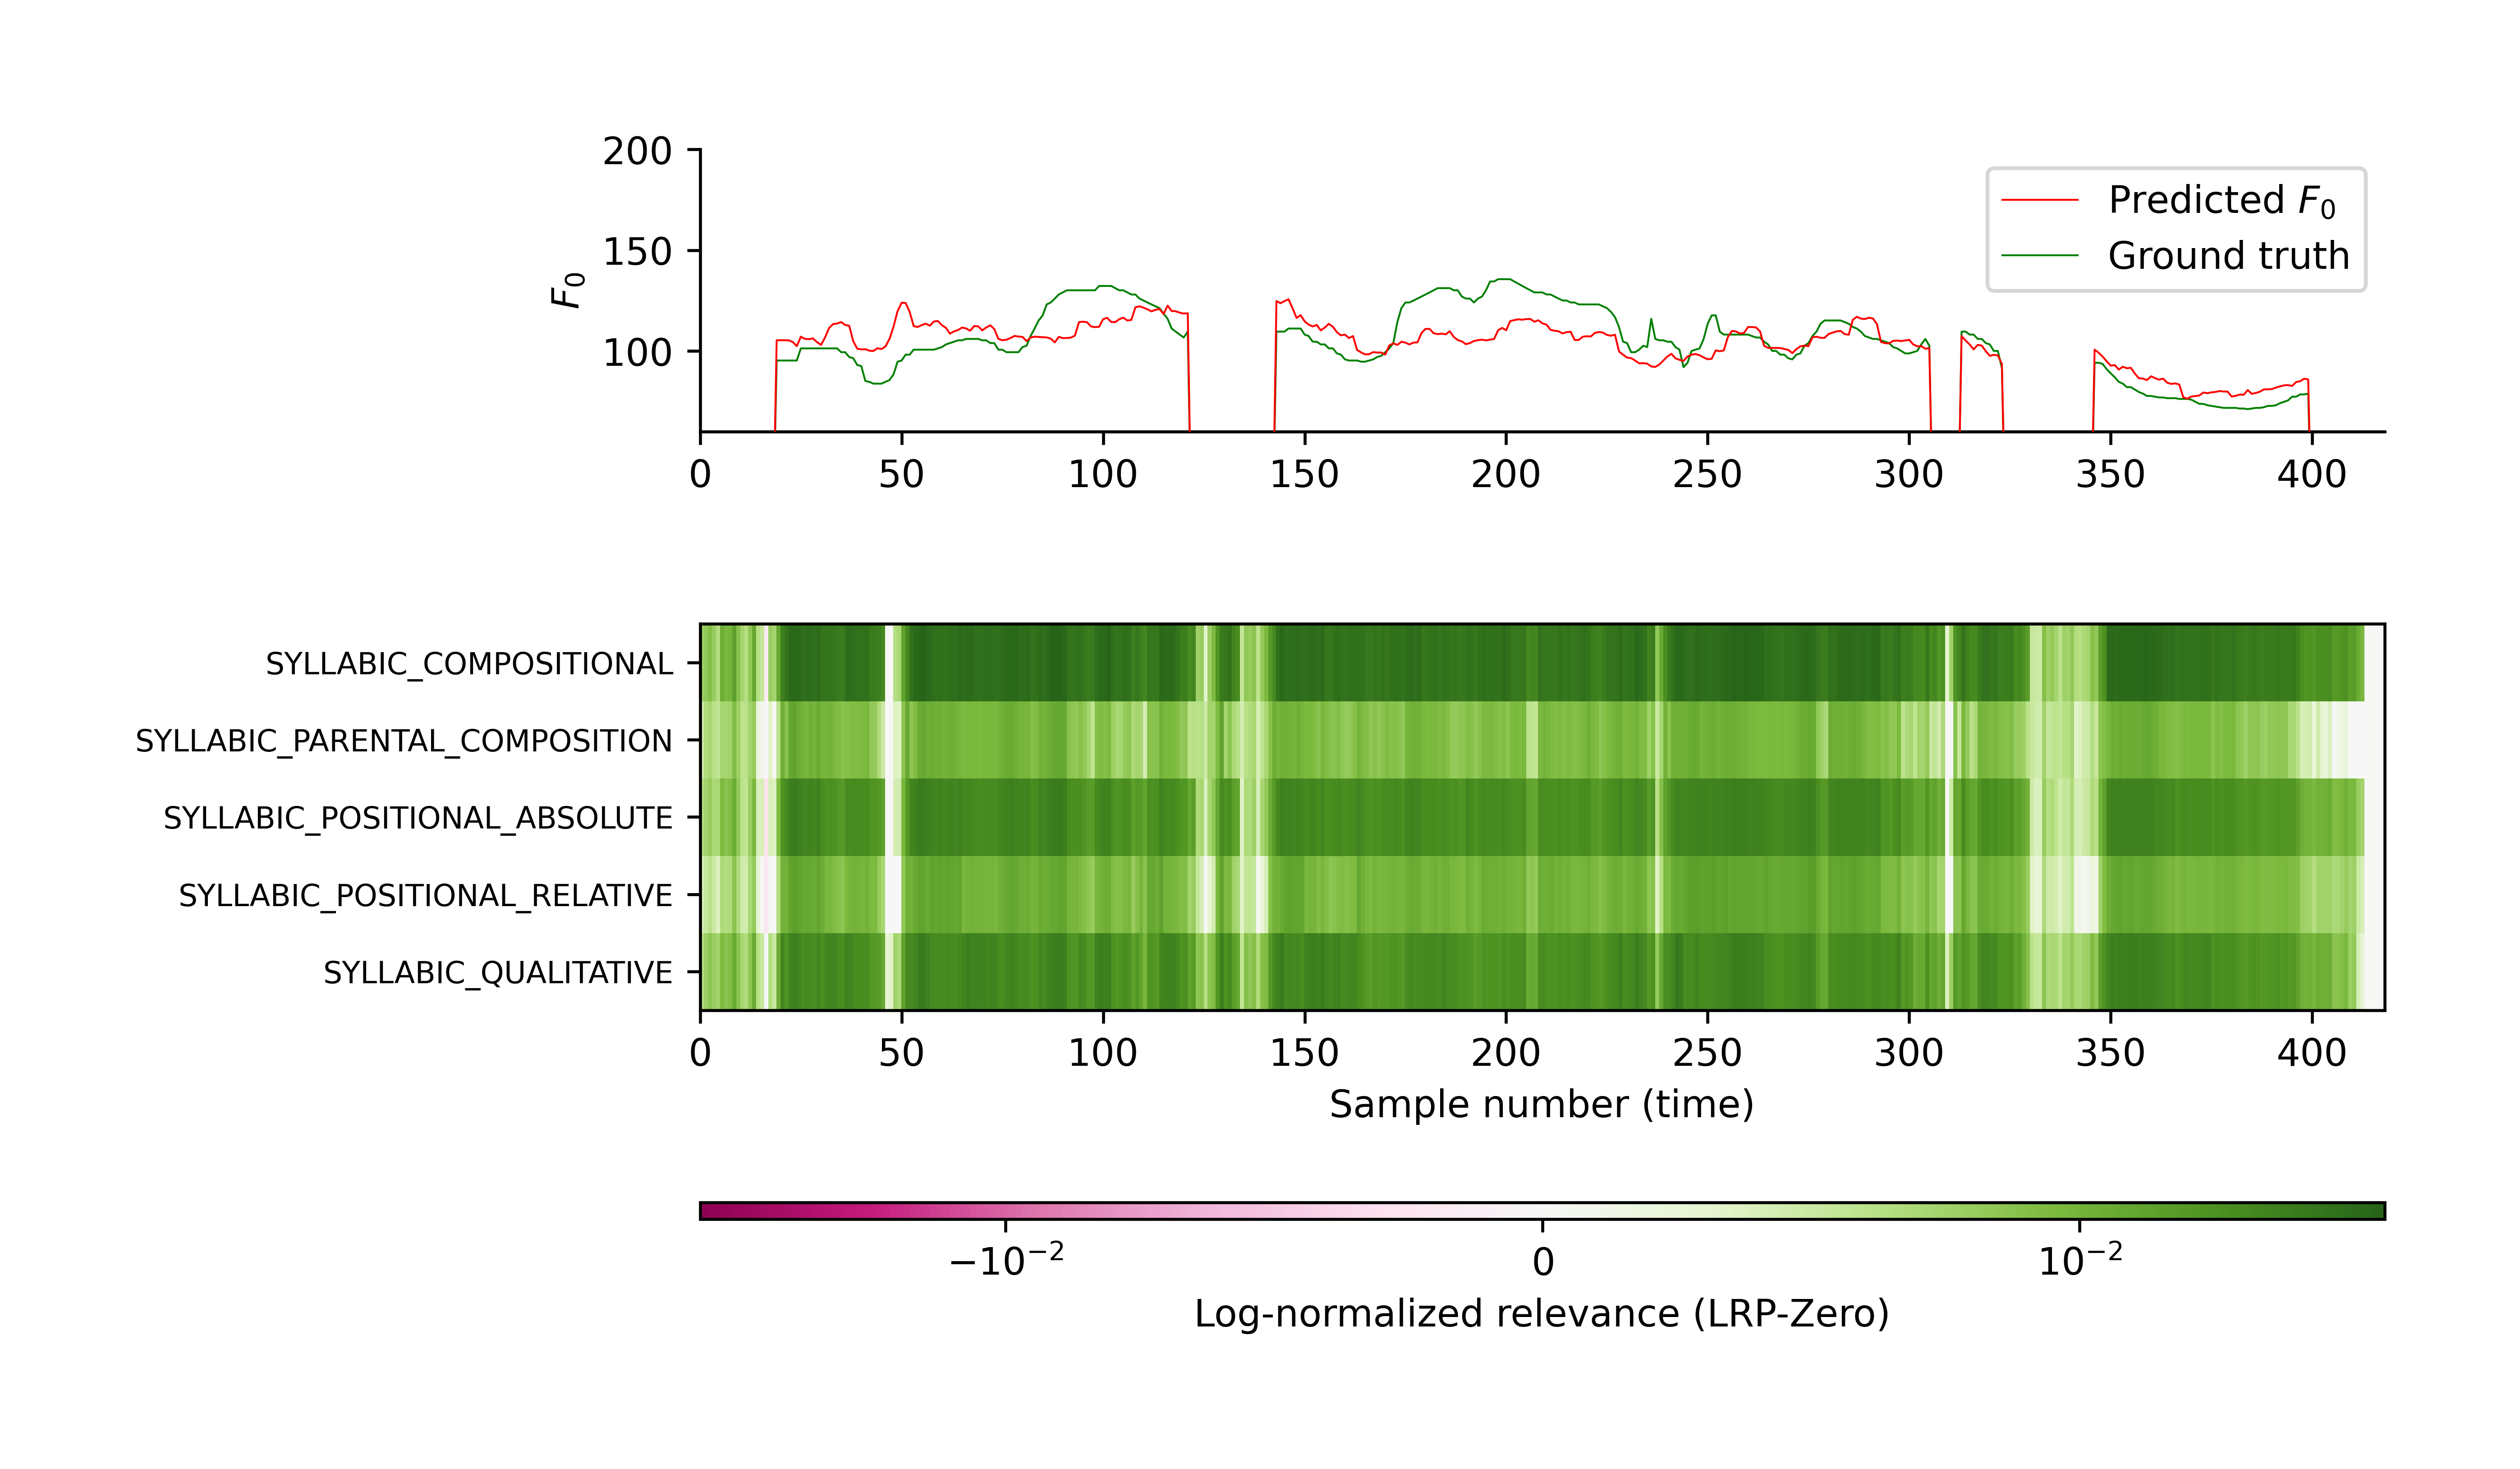 200
150
100
F₀
Predicted F₀
Ground truth
0 50 100 150 200 250 300 350 400
SYLLABIC_COMPOSITIONAL
SYLLABIC_PARENTAL_COMPOSITION
SYLLABIC_POSITIONAL_ABSOLUTE
SYLLABIC_POSITIONAL_RELATIVE
SYLLABIC_QUALITATIVE
0 50 100 150 200 250 300 350 400
Sample number (time)
−10⁻² 0 10⁻²
Log-normalized relevance (LRP-Zero)